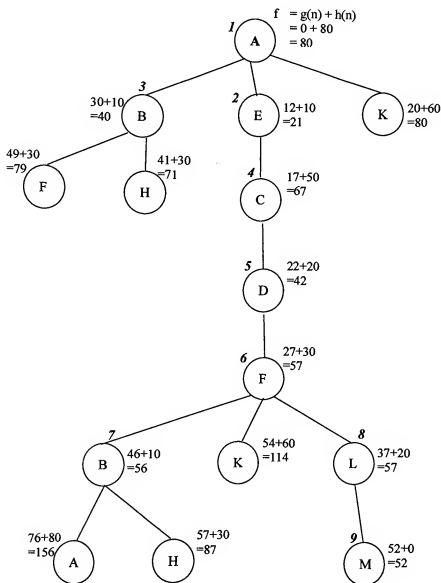 f = g(n) + h(n)
= 0 + 80
= 80
1
A
3
30+10
=40
B
2
E
12+10
=21
K
20+60
=80
49+30
=79
F
41+30
=71
H
4
C
17+50
=67
5
D
22+20
=42
6
F
27+30
=57
7
B
46+10
=56
K
54+60
=114
8
L
37+20
=57
76+80
=156
A
57+30
=87
H
9
M
52+0
=52